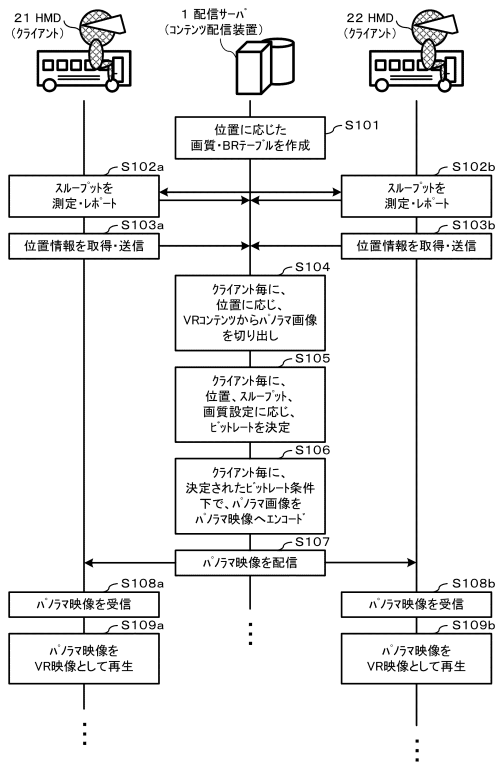 21 HMD
(クライアント)
1 配信サーバ
(コンテンツ配信装置)
22 HMD
(クライアント)
S101
位置に応じた
画質・BRテーブルを作成
S102a
スループットを
測定・レポート
S102b
スループットを
測定・レポート
S103a
位置情報を取得・送信
S103b
位置情報を取得・送信
S104
クライアント毎に、
位置に応じ、
VRコンテンツからパノラマ画像
を切り出し
S105
クライアント毎に、
位置、スループット、
画質設定に応じ、
ビットレートを決定
S106
クライアント毎に、
決定されたビットレート条件
下で、パノラマ画像を
パノラマ映像へエンコード
S107
パノラマ映像を配信
S108a
パノラマ映像を受信
S108b
パノラマ映像を受信
S109a
パノラマ映像を
VR映像として再生
S109b
パノラマ映像を
VR映像として再生